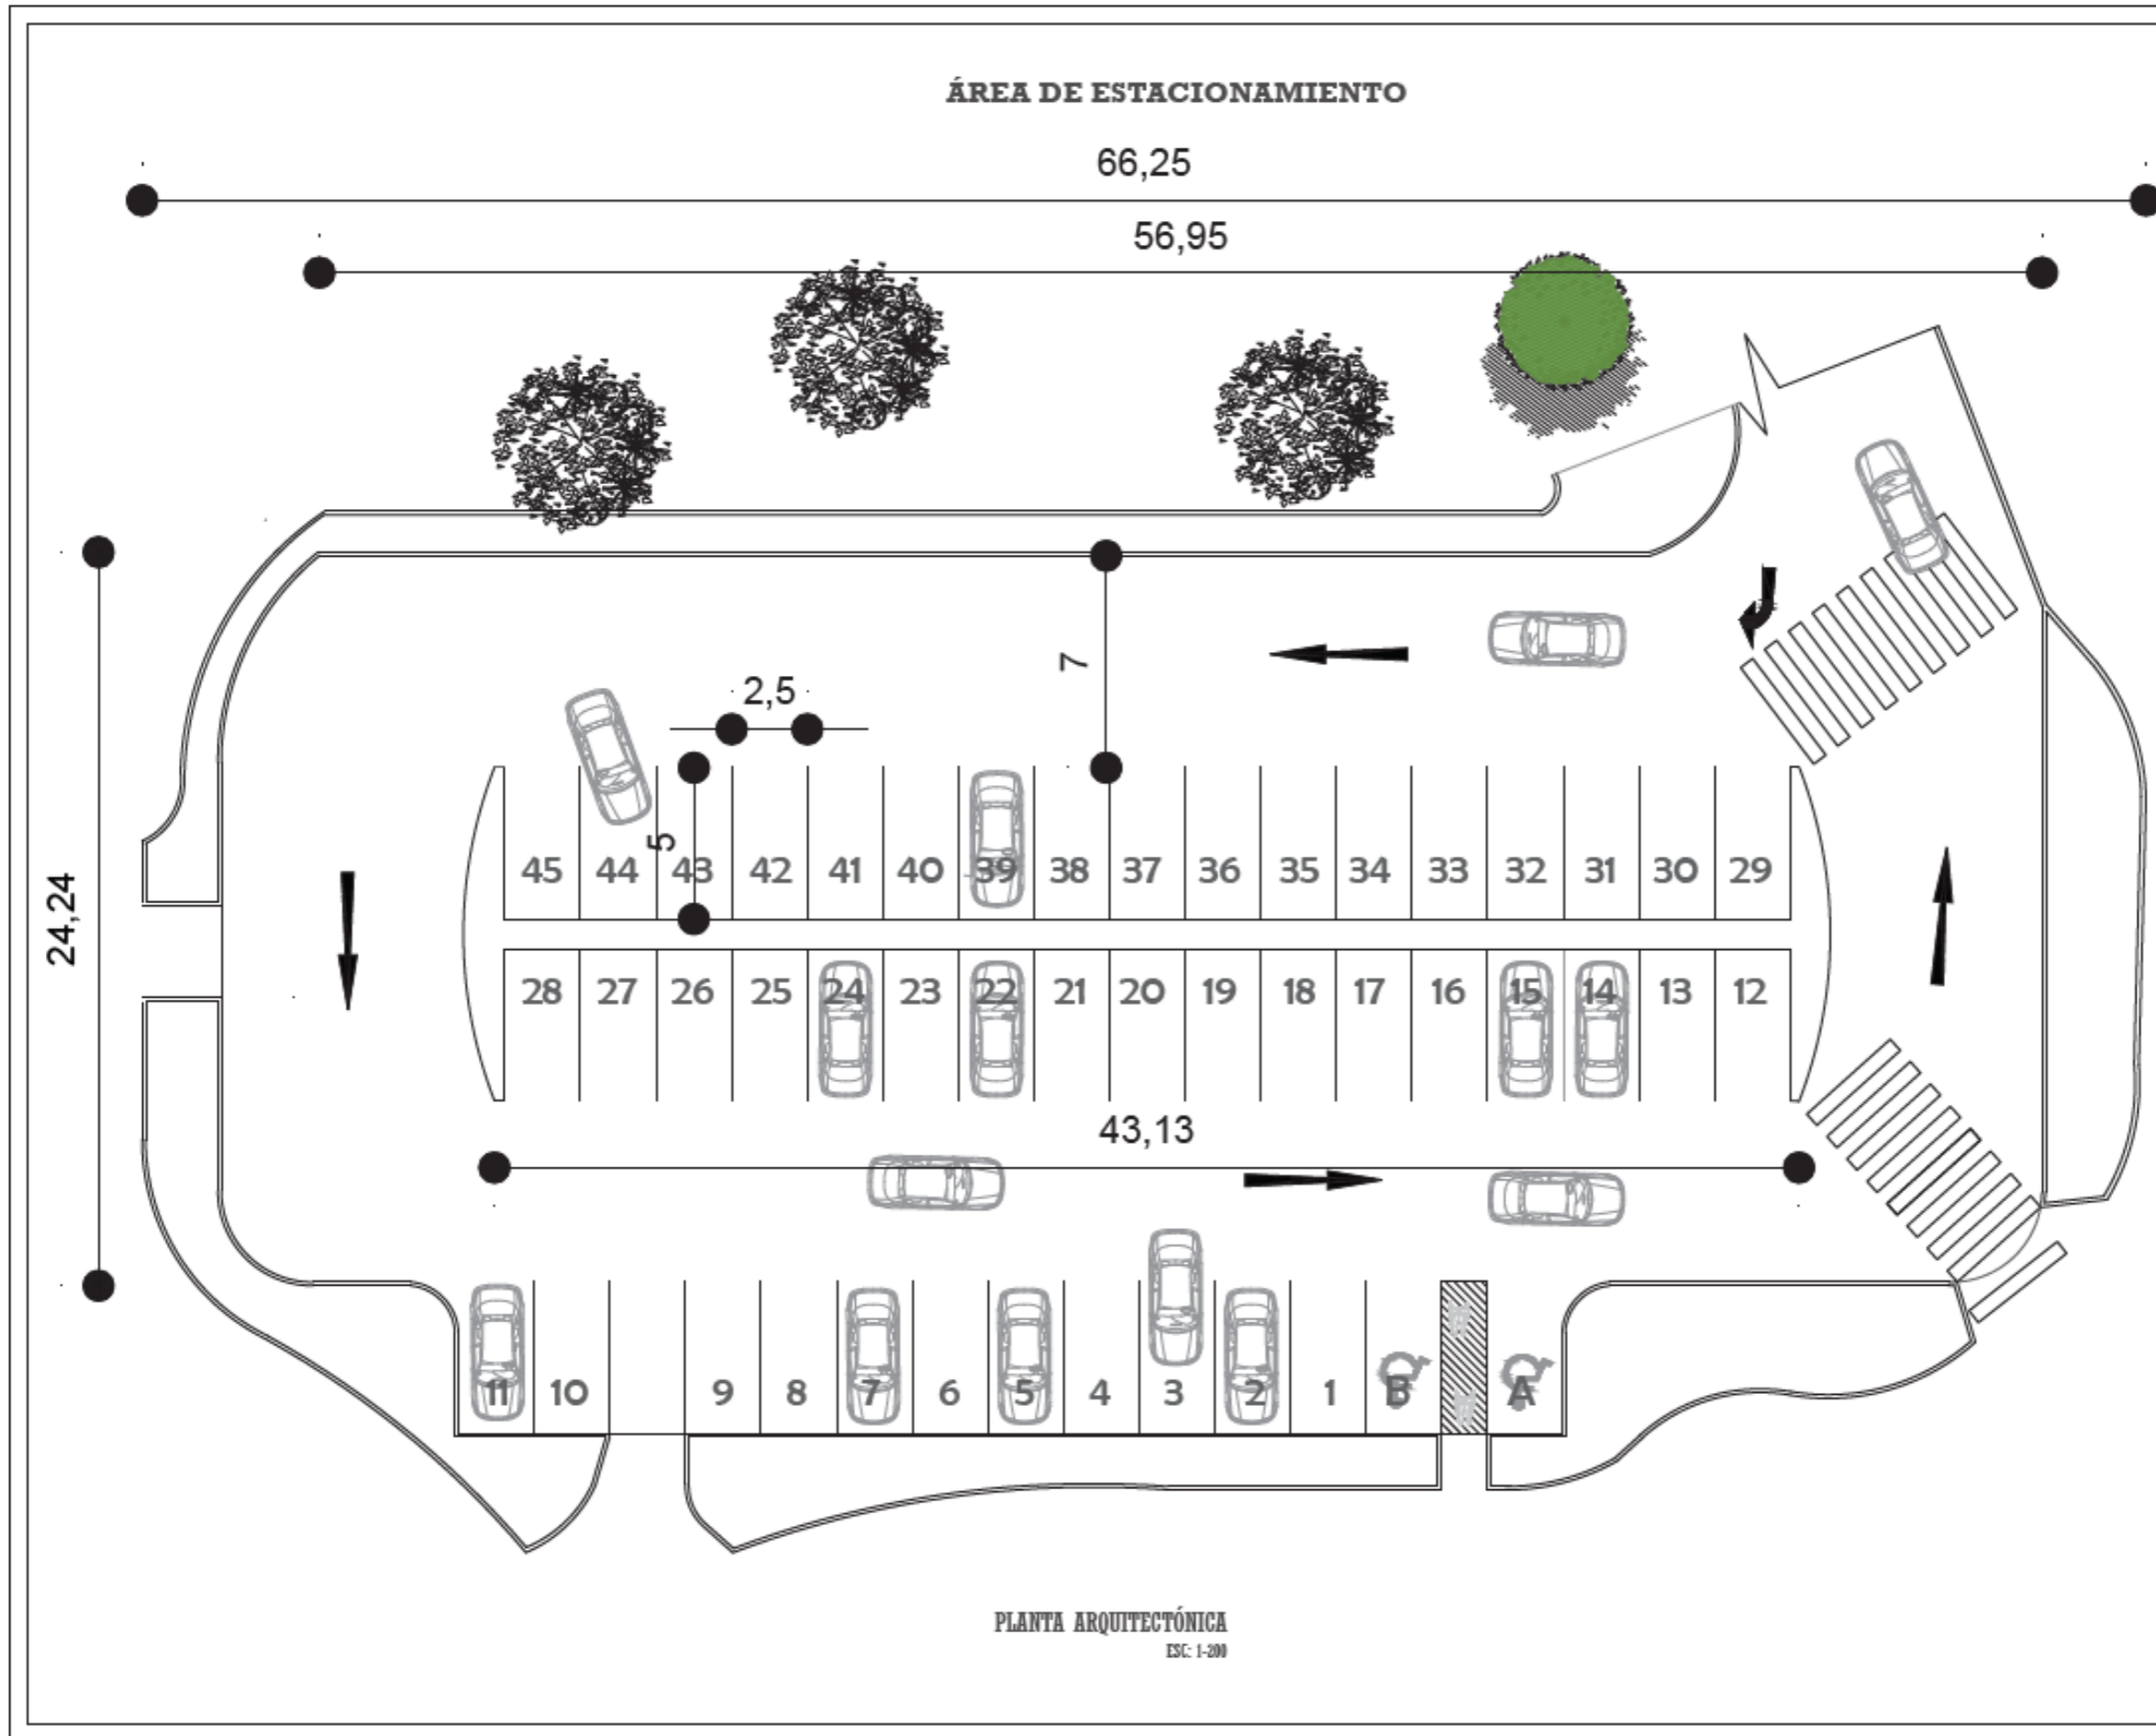 ÁREA DE ESTACIONAMIENTO
66,25
56,95
7
2,5
5
45 44 43 42 41 40 39 38 37 36 35 34 33 32 31 30 29
24,24
28 27 26 25 24 23 22 21 20 19 18 17 16 15 14 13 12
43,13
11 10 9 8 7 6 5 4 3 2 1 B A
PLANTA ARQUITECTÓNICA
ESC: 1-200